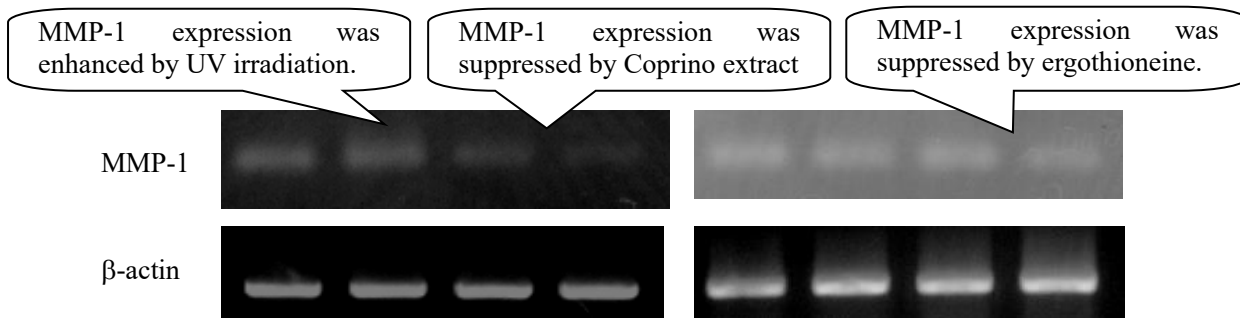 MMP-1 expression was
enhanced by UV irradiation.
MMP-1 expression was
suppressed by Coprino extract
MMP-1 expression was
suppressed by ergothioneine.
MMP-1
β-actin